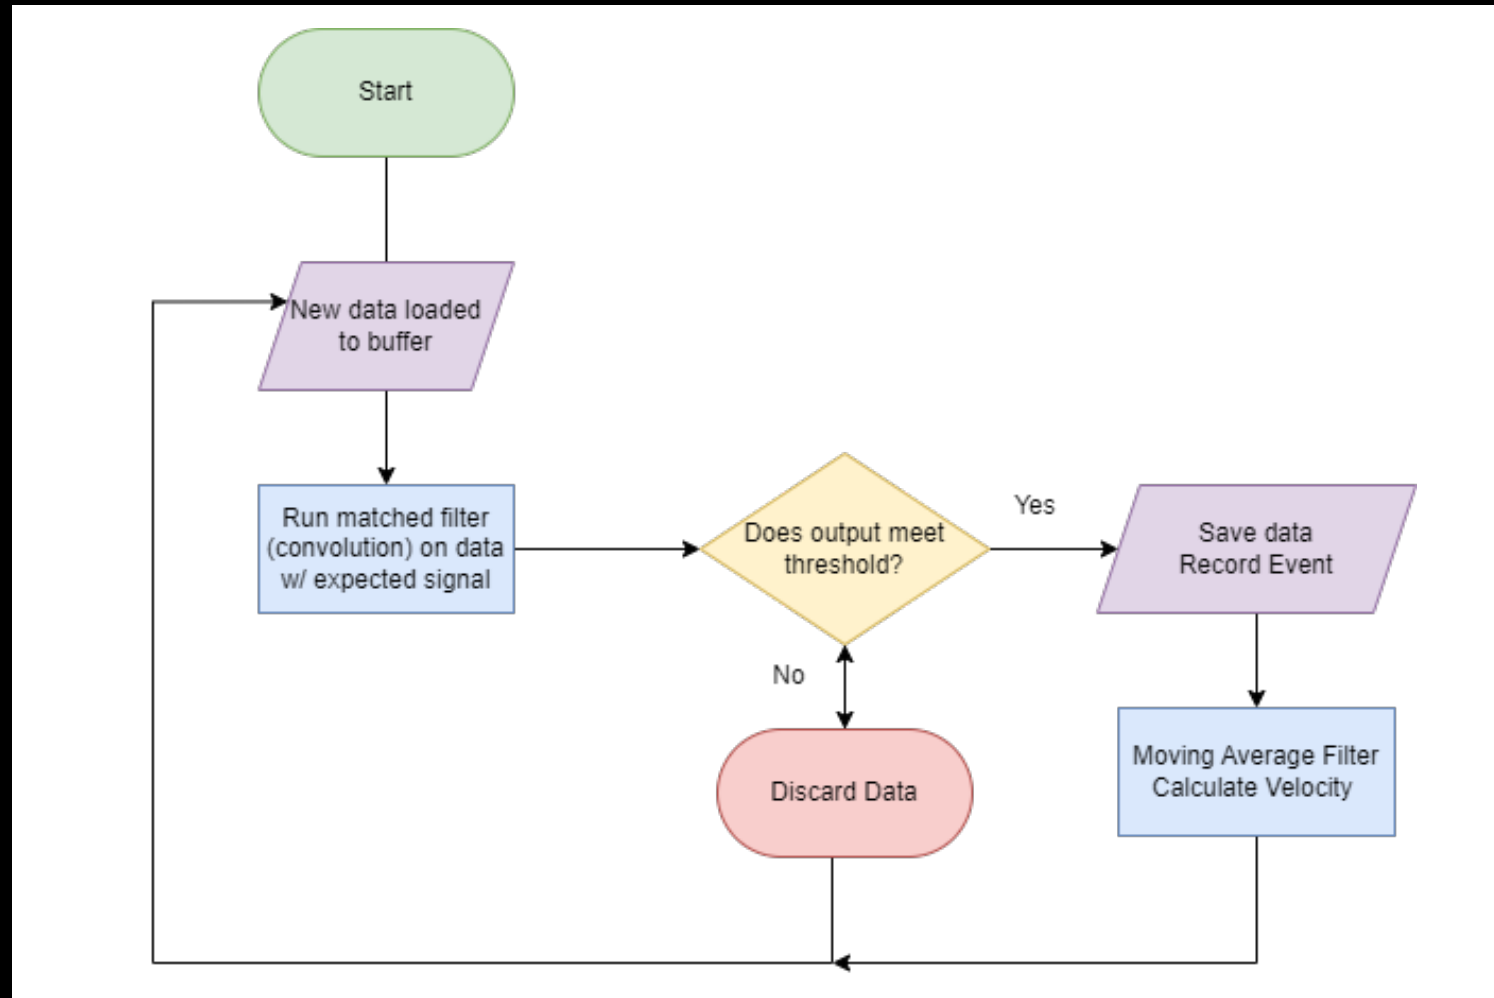 Start
New data loaded
to buffer
Run matched filter
(convolution) on data
w/ expected signal
Does output meet
threshold?
Yes
No
Save data
Record Event
Moving Average Filter
Calculate Velocity
Discard Data